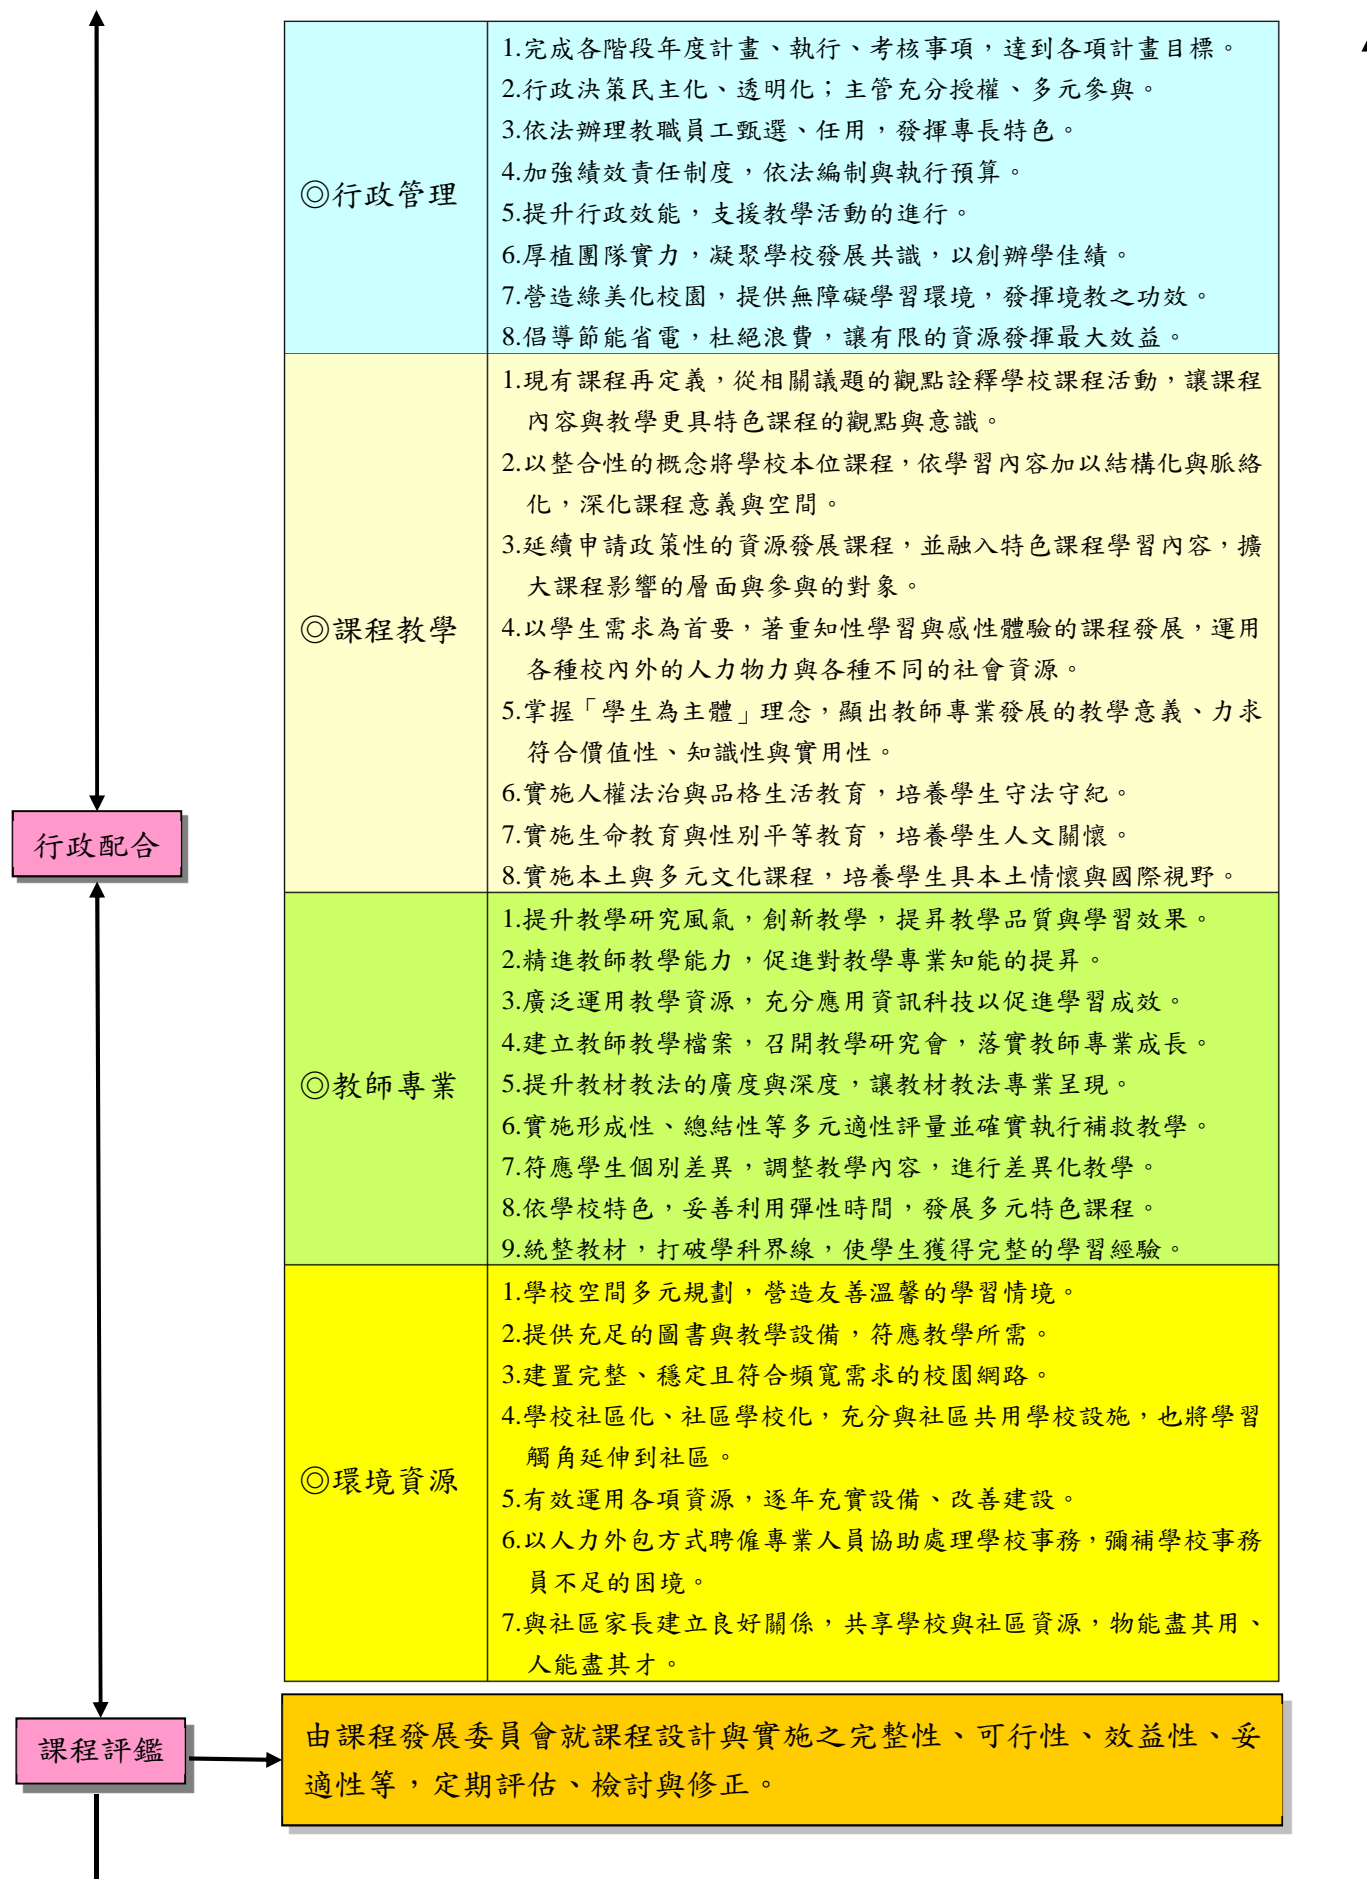 ◎行政管理
1.完成各階段年度計畫、執行、考核事項，達到各項計畫目標。
2.行政決策民主化、透明化；主管充分授權、多元參與。
3.依法辦理教職員工甄選、任用，發揮專長特色。
4.加強績效責任制度，依法編制與執行預算。
5.提升行政效能，支援教學活動的進行。
6.厚植團隊實力，凝聚學校發展共識，以創辦學佳績。
7.營造綠美化校園，提供無障礙學習環境，發揮境教之功效。
8.倡導節能省電，杜絕浪費，讓有限的資源發揮最大效益。
◎課程教學
1.現有課程再定義，從相關議題的觀點詮釋學校課程活動，讓課程
內容與教學更具特色課程的觀點與意識。
2.以整合性的概念將學校本位課程，依學習內容加以結構化與脈絡
化，深化課程意義與空間。
3.延續申請政策性的資源發展課程，並融入特色課程學習內容，擴
大課程影響的層面與參與的對象。
4.以學生需求為首要，著重知性學習與感性體驗的課程發展，運用
各種校內外的人力物力與各種不同的社會資源。
5.掌握「學生為主體」理念，顯出教師專業發展的教學意義、力求
符合價值性、知識性與實用性。
6.實施人權法治與品格生活教育，培養學生守法守紀。
7.實施生命教育與性別平等教育，培養學生人文關懷。
8.實施本土與多元文化課程，培養學生具本土情懷與國際視野。
行政配合
◎教師專業
1.提升教學研究風氣，創新教學，提昇教學品質與學習效果。
2.精進教師教學能力，促進對教學專業知能的提昇。
3.廣泛運用教學資源，充分應用資訊科技以促進學習成效。
4.建立教師教學檔案，召開教學研究會，落實教師專業成長。
5.提升教材教法的廣度與深度，讓教材教法專業呈現。
6.實施形成性、總結性等多元適性評量並確實執行補救教學。
7.符應學生個別差異，調整教學內容，進行差異化教學。
8.依學校特色，妥善利用彈性時間，發展多元特色課程。
9.統整教材，打破學科界線，使學生獲得完整的學習經驗。
◎環境資源
1.學校空間多元規劃，營造友善溫馨的學習情境。
2.提供充足的圖書與教學設備，符應教學所需。
3.建置完整、穩定且符合頻寬需求的校園網路。
4.學校社區化、社區學校化，充分與社區共用學校設施，也將學習
觸角延伸到社區。
5.有效運用各項資源，逐年充實設備、改善建設。
6.以人力外包方式聘僱專業人員協助處理學校事務，彌補學校事務
員不足的困境。
7.與社區家長建立良好關係，共享學校與社區資源，物能盡其用、
人能盡其才。
課程評鑑
由課程發展委員會就課程設計與實施之完整性、可行性、效益性、妥
適性等，定期評估、檢討與修正。